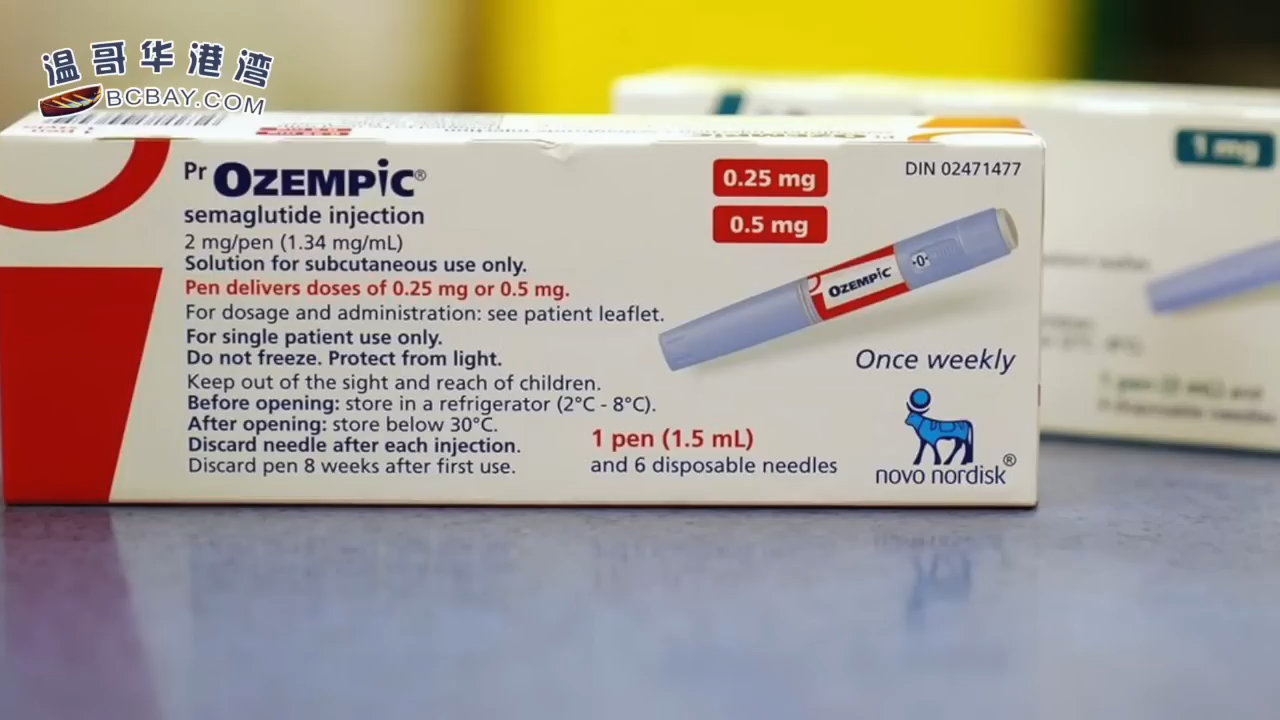 温哥华港湾
BCBAY.COM
Pr OZEMPIC®
semaglutide injection
2 mg/pen (1.34 mg/mL)
Solution for subcutaneous use only.
Pen delivers doses of 0.25 mg or 0.5 mg.
For dosage and administration: see patient leaflet.
For single patient use only.
Do not freeze. Protect from light.
Keep out of the sight and reach of children.
Before opening: store in a refrigerator (2°C - 8°C).
After opening: store below 30°C.
Discard needle after each injection.
Discard pen 8 weeks after first use.
0.25 mg
0.5 mg
DIN 02471477
OZEMPIC
0
Once weekly
1 pen (1.5 mL)
and 6 disposable needles
novo nordisk®
1 mg